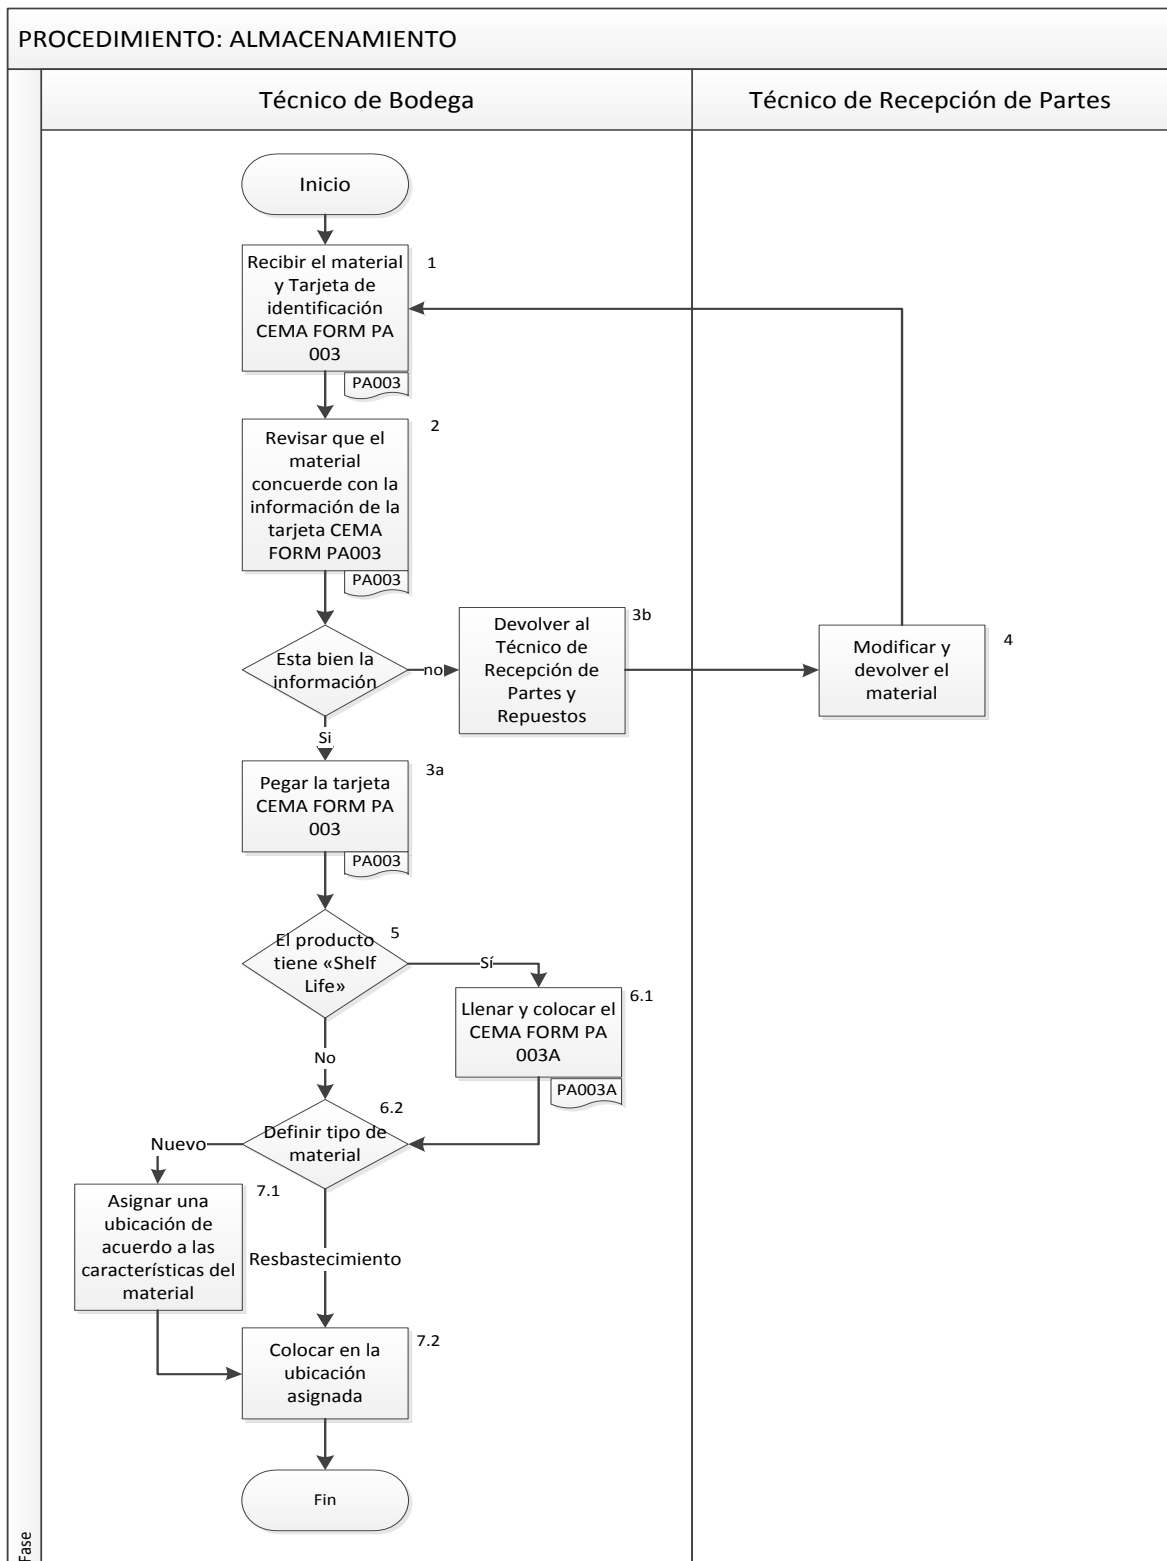 PROCEDIMIENTO: ALMACENAMIENTO
Técnico de Bodega
Técnico de Recepción de Partes
Inicio
Recibir el material
y Tarjeta de
identificación
CEMA FORM PA
003
1
PA003
Revisar que el
material
concuerde con la
información de la
tarjeta CEMA
FORM PA003
2
PA003
Esta bien la
información
no
Devolver al
Técnico de
Recepción de
Partes y
Repuestos
3b
Modificar y
devolver el
material
4
Si
Pegar la tarjeta
CEMA FORM PA
003
3a
PA003
El producto
tiene «Shelf
Life»
5
Sí
Llenar y colocar el
CEMA FORM PA
003A
6.1
PA003A
No
Definir tipo de
material
6.2
Nuevo
Asignar una
ubicación de
acuerdo a las
características del
material
7.1
Resbastecimiento
Colocar en la
ubicación
asignada
7.2
Fin
Fase